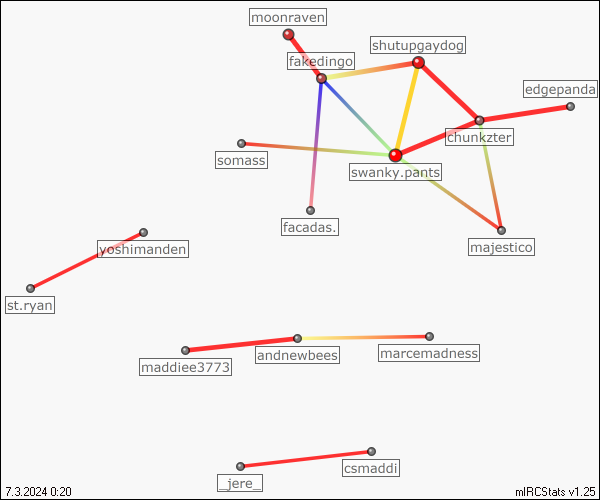 moonraven
shutupgaydog
fakedingo
edgepanda
chunkzter
somass
swanky.pants
facadas.
majestico
yoshimanden
st.ryan
andnewbees
marcemadness
maddiee3773
csmaddi
_jere_
7.3.2024 0:20
mIRCStats v1.25